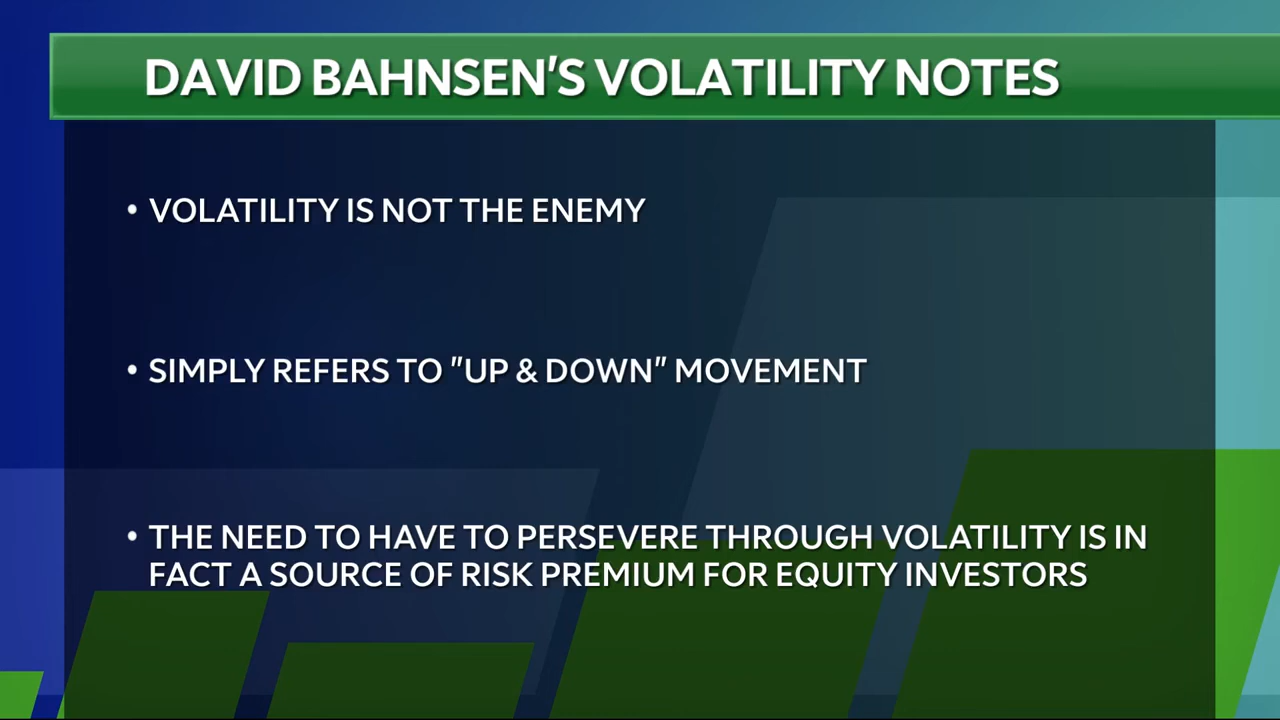 DAVID BAHNSEN'S VOLATILITY NOTES
• VOLATILITY IS NOT THE ENEMY
• SIMPLY REFERS TO "UP & DOWN" MOVEMENT
• THE NEED TO HAVE TO PERSEVERE THROUGH VOLATILITY IS IN
FACT A SOURCE OF RISK PREMIUM FOR EQUITY INVESTORS